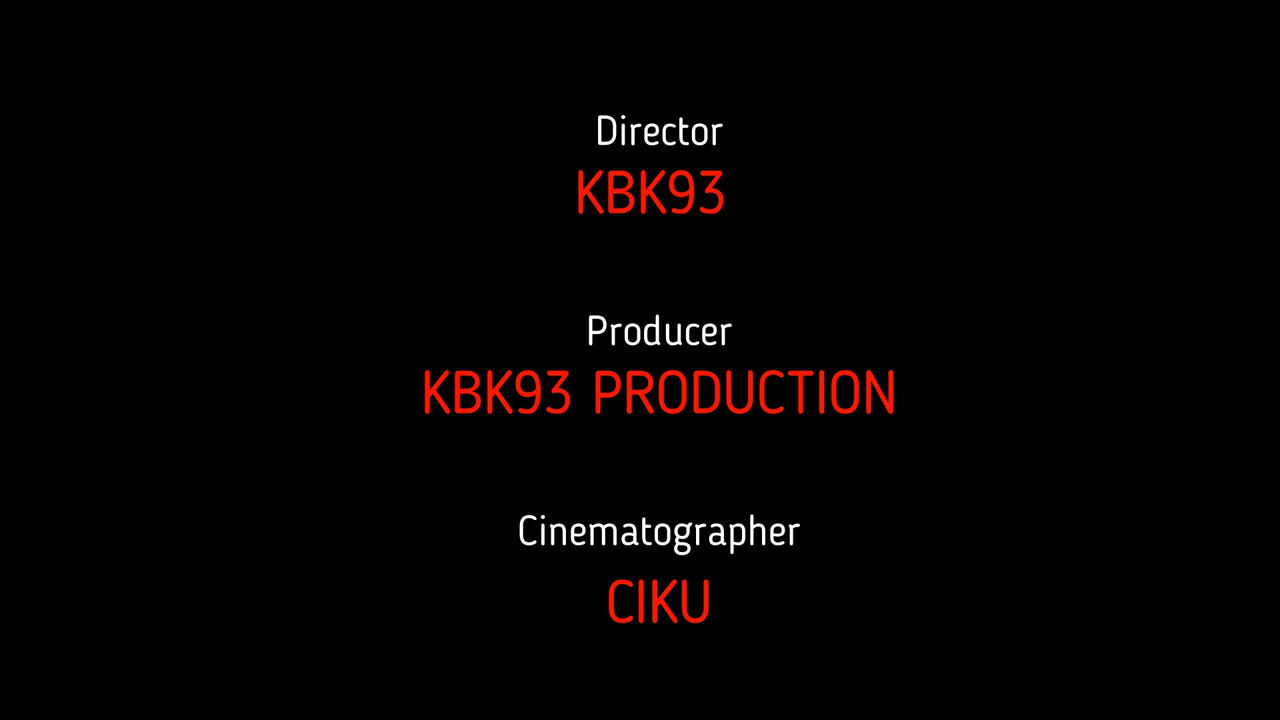 Director
KBK93
Producer
KBK93 PRODUCTION
Cinematographer
CIKU